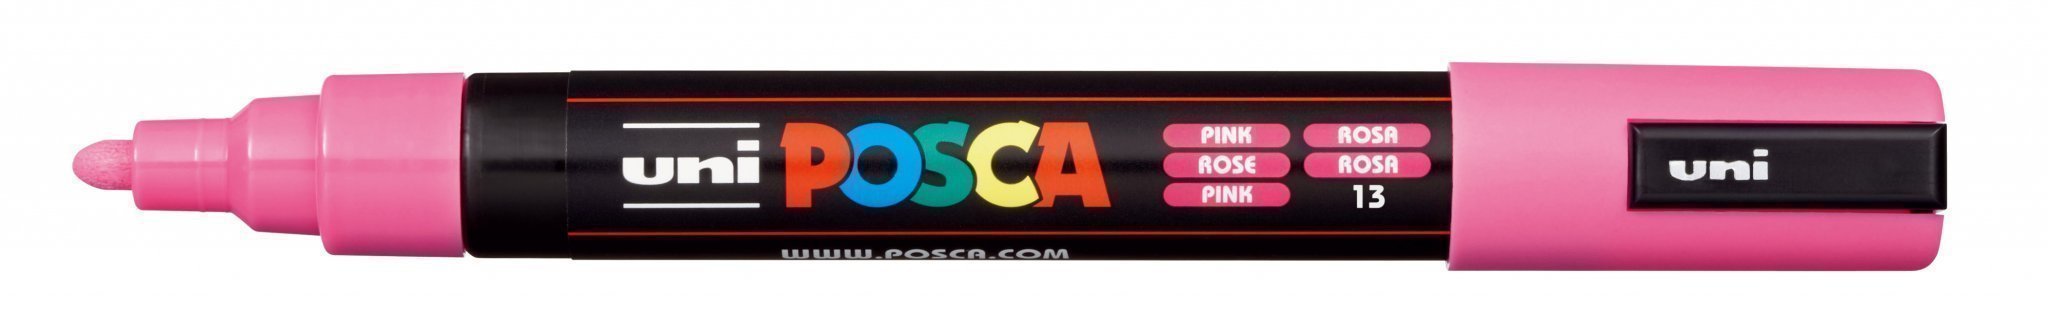 uni POSCA
PINK ROSA
ROSE ROSA
PINK 13
WWW.POSCA.COM
uni